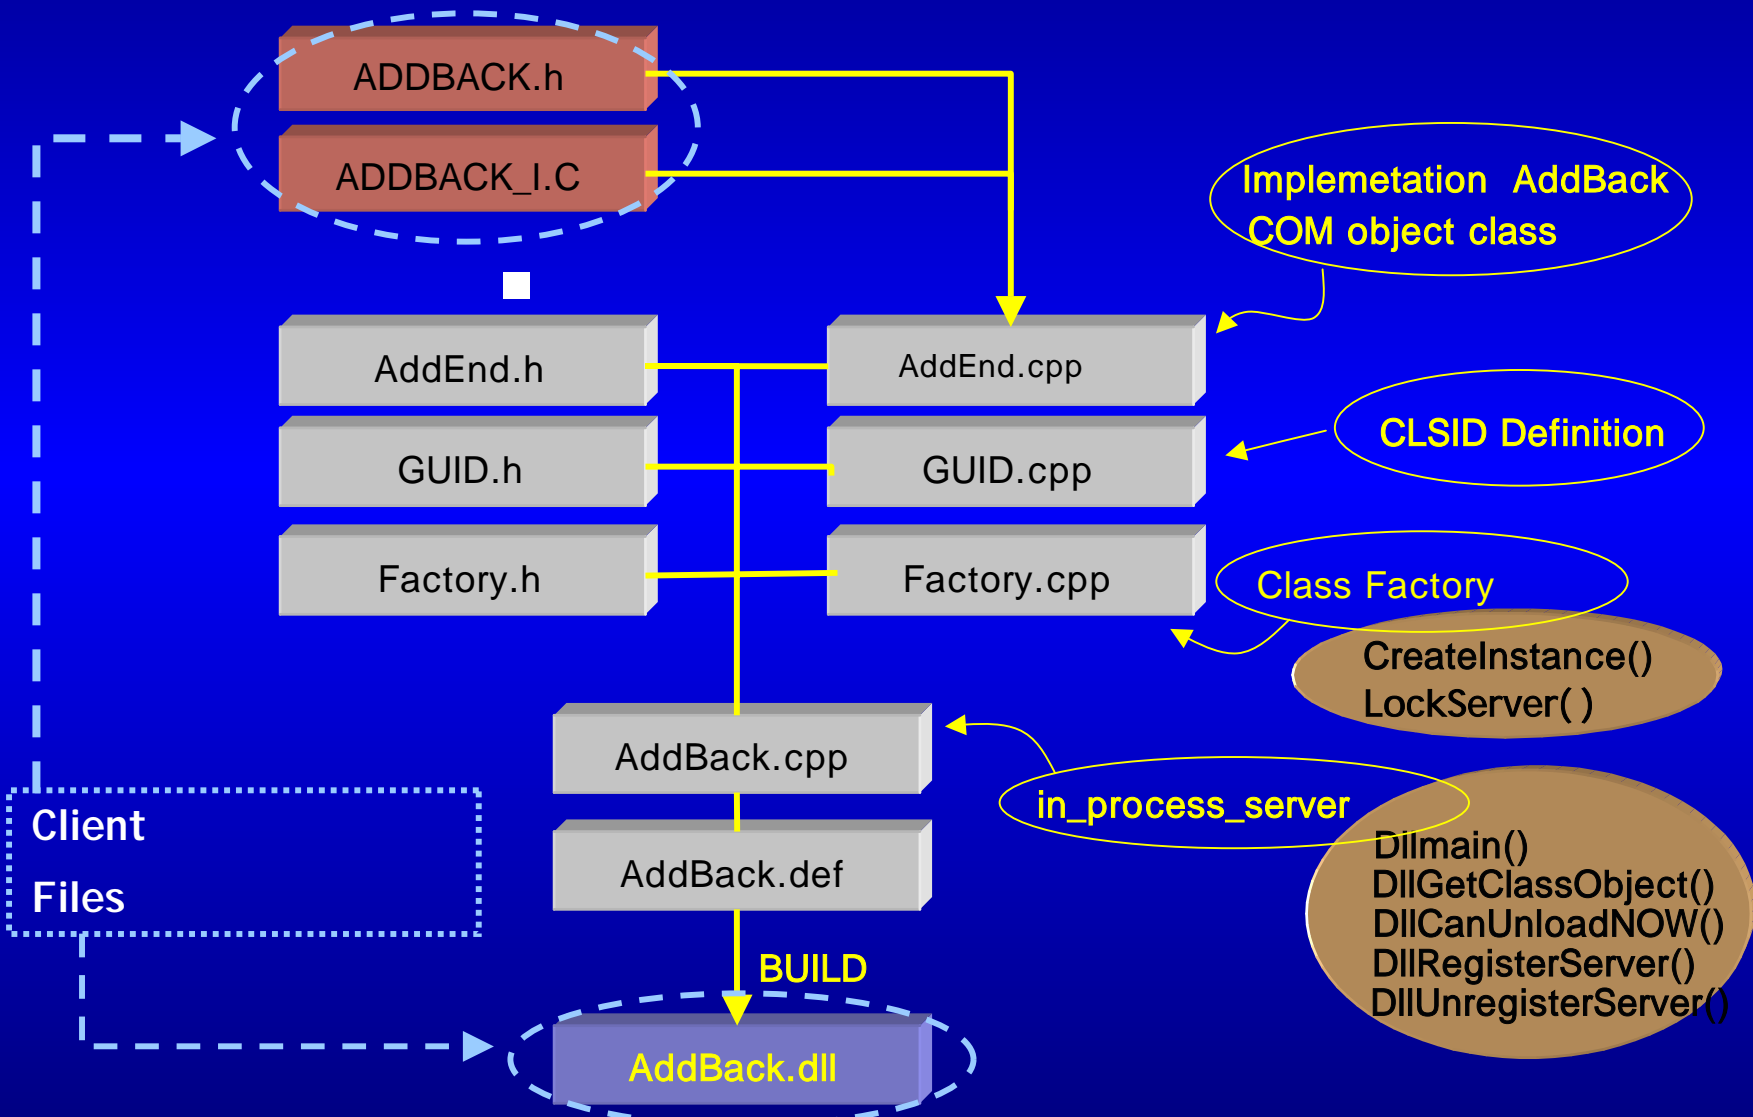 ADDBACK.h
ADDBACK_I.C
Implemetation AddBack
COM object class
AddEnd.h
AddEnd.cpp
CLSID Definition
GUID.h
GUID.cpp
Factory.h
Factory.cpp
Class Factory
CreateInstance()
LockServer()
AddBack.cpp
in_process_server
Client
Files
AddBack.def
Dllmain()
DllGetClassObject()
DllCanUnloadNOW()
DllRegisterServer()
DllUnregisterServer()
BUILD
AddBack.dll